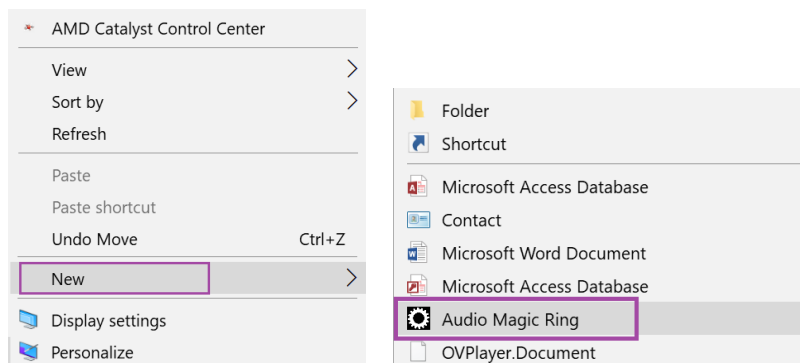 AMD Catalyst Control Center
View
Sort by
Refresh
Paste
Paste shortcut
Undo Move Ctrl+Z
New
Display settings
Personalize
Folder
Shortcut
Microsoft Access Database
Contact
Microsoft Word Document
Microsoft Access Database
Audio Magic Ring
OVPlayer.Document